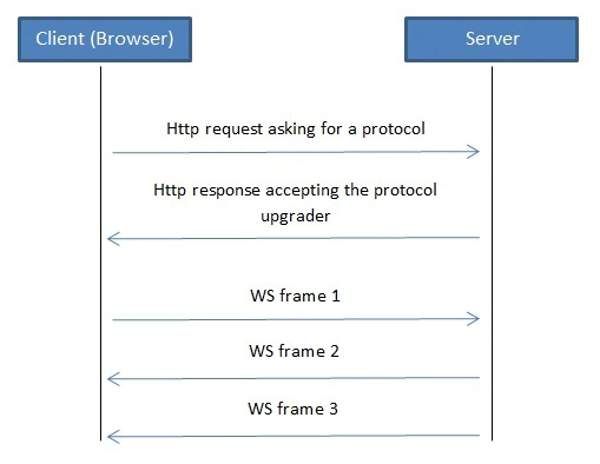 Client (Browser)
Server
Http request asking for a protocol
Http response accepting the protocol
upgrader
WS frame 1
WS frame 2
WS frame 3